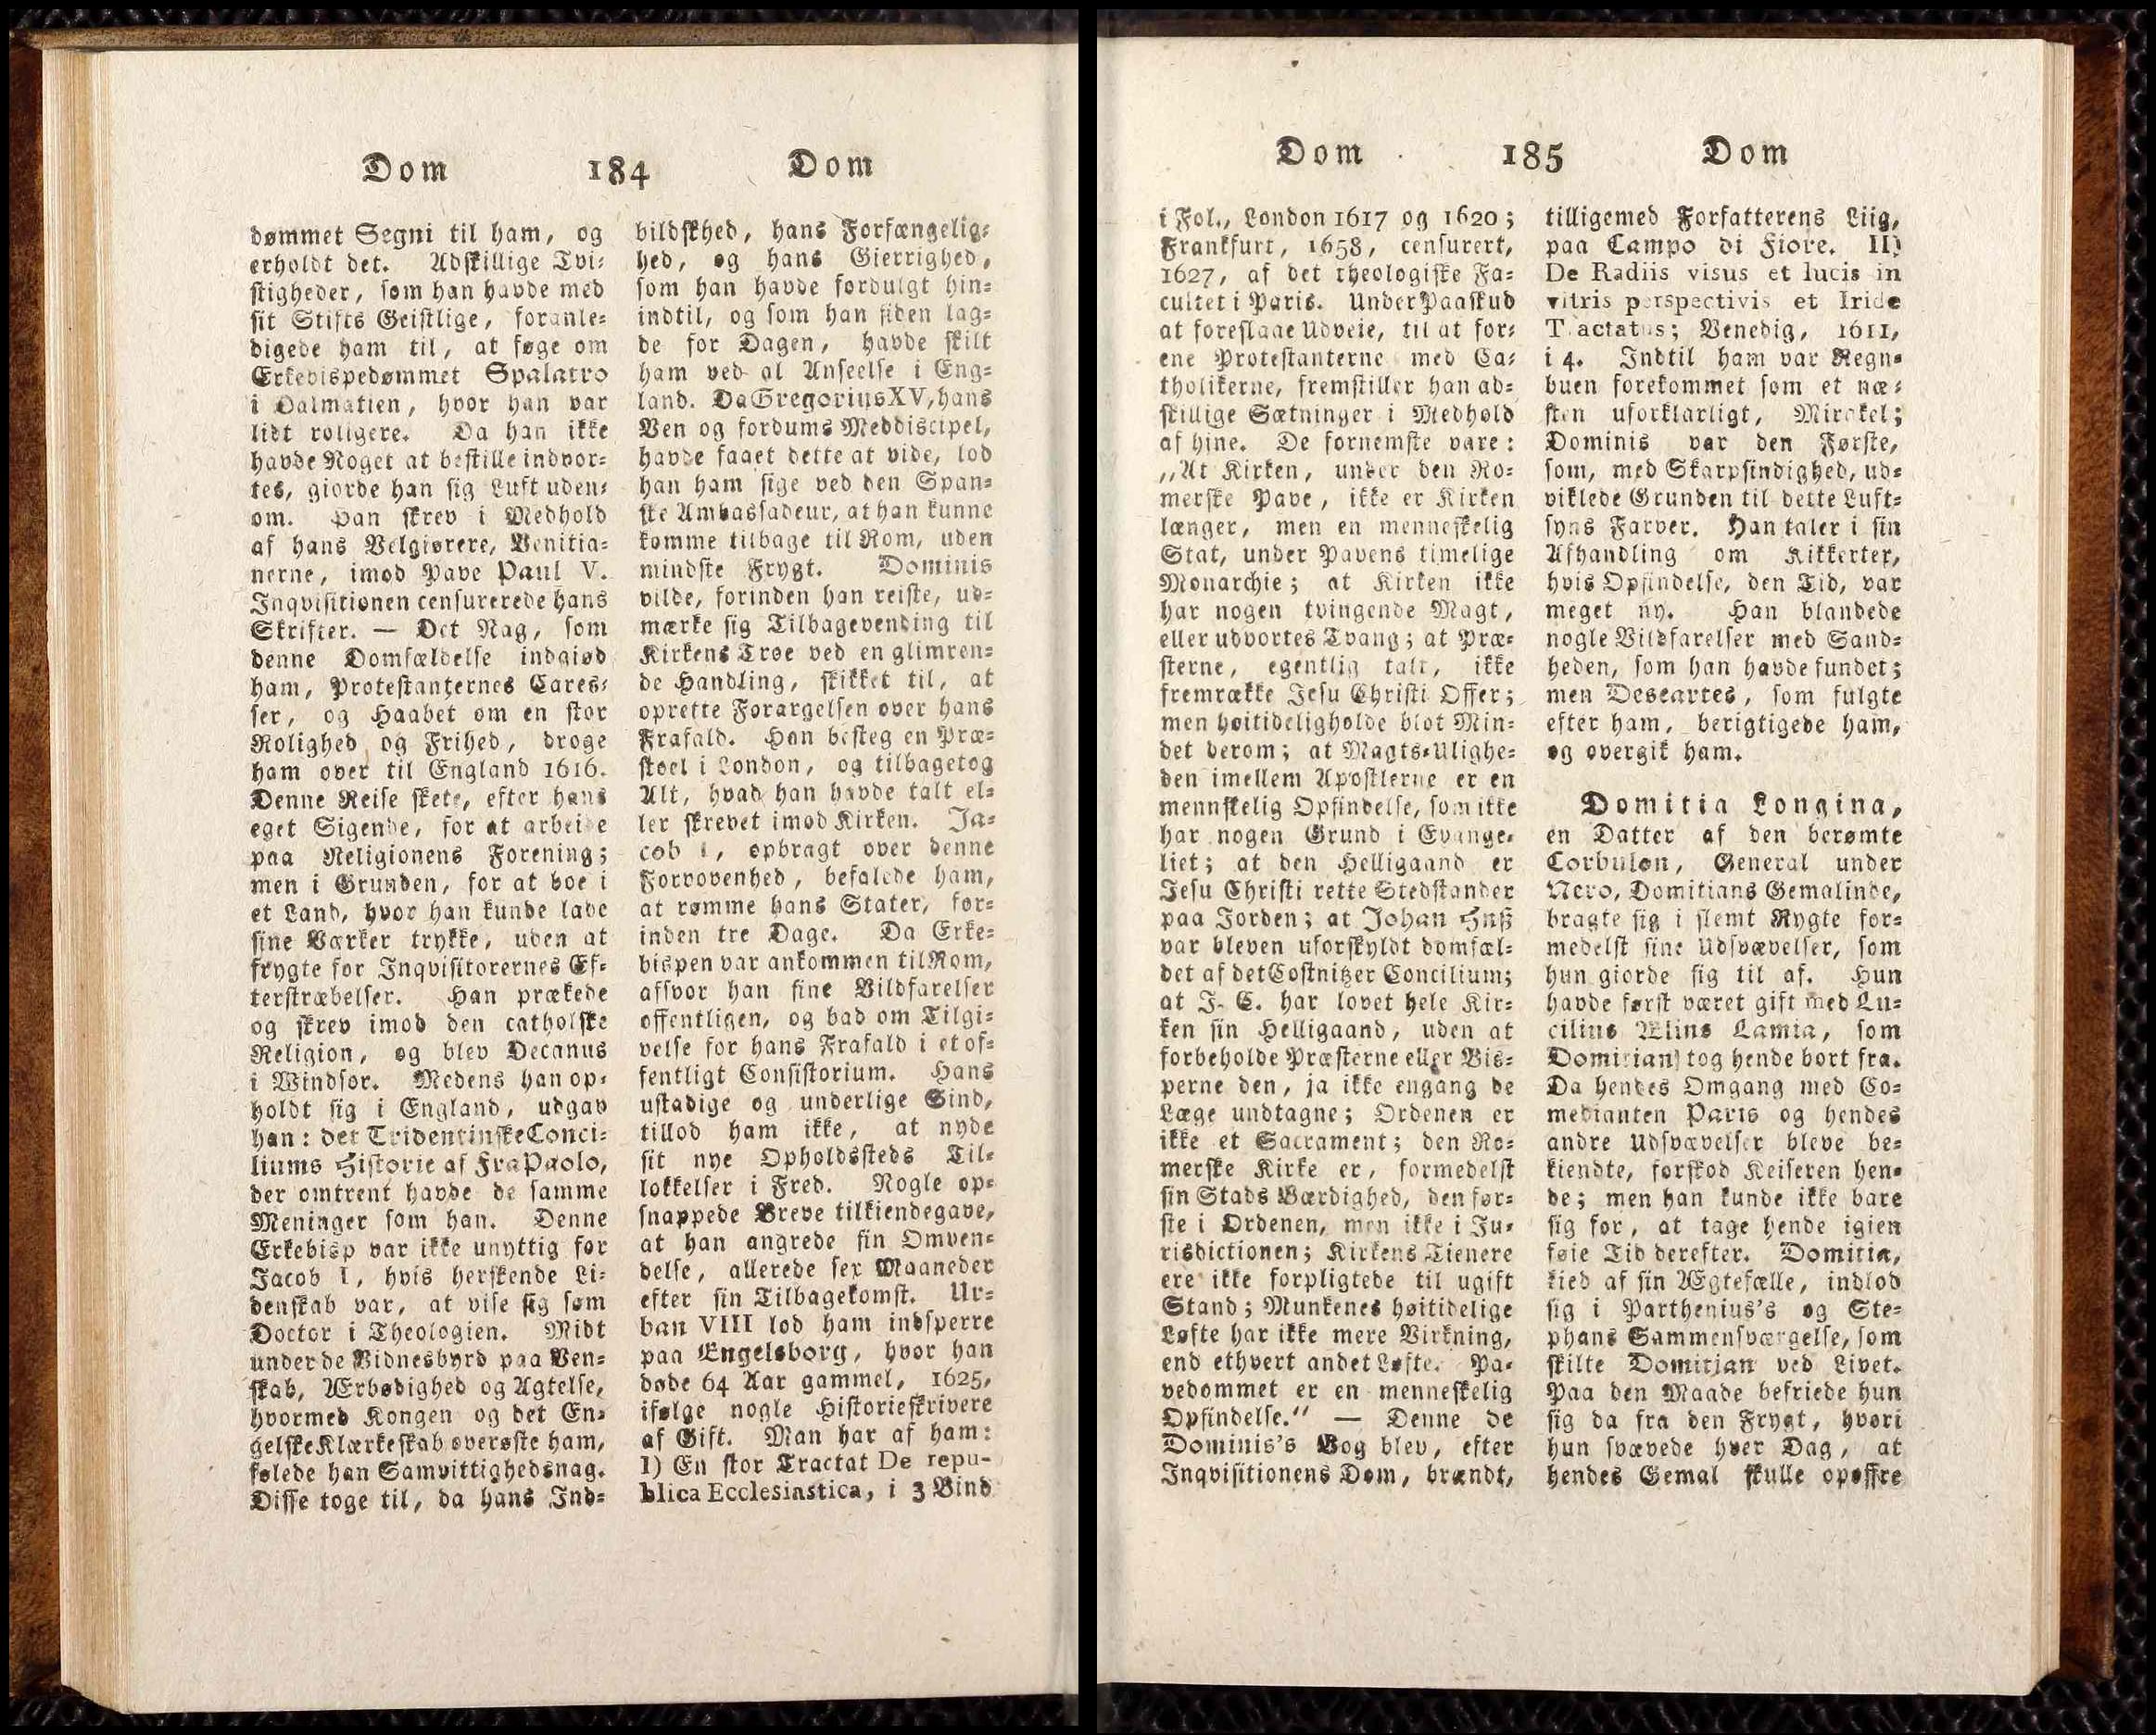 Dom 184 Dom
dømmet Segni til ham, og
erholdt det. Adskillige Tvi-
stigheder, som han havde med
sit Stifts Geistlige, foranle-
digede ham til, at søge om
Erkebispedømmet Spalatro
i Dalmatien, hvor han var
lidt roligere. Da han ikke
havde Noget at bestille indvor-
tes, giorde han sig Luft uden-
om. Han skrev i Medhold
af hans Velgiørere, Venitia-
nerne, imod Pave Paul V.
Inqvisitionen censurerede hans
Skrifter. — Det Nag, som
denne Domfældelse indgiød
ham, Protestanternes Cares-
ser, og Haabet om en stor
Rolighed og Frihed, droge
ham over til England 1616.
Denne Reise skete, efter hans
eget Sigende, for at arbeide
paa Religionens Forening;
men i Grunden, for at boe i
et Land, hvor han kunde lade
sine Værker trykke, uden at
frygte for Inqvisitorernes Ef-
terstræbelser. Han prækede
og skrev imod den catholske
Religion, og blev Decanus
i Windsor. Medens han op-
holdt sig i England, udgav
han: det Tridentinske Conci-
liums Historie af Fra Paolo,
der omtrent havde de samme
Meninger som han. Denne
Erkebisp var ikke unyttig for
Jacob I, hvis herskende Li-
denskab var, at vise sig som
Doctor i Theologien. Midt
under de Vidnesbyrd paa Ven-
skab, Ærbødighed og Agtelse,
hvormed Kongen og det En-
gelske Klærkeskab øverøste ham,
følede han Samvittighedsnag.
Disse toge til, da hans Ind-
bildskhed, hans Forfængelig-
hed, og hans Gierrighed,
som han havde fordulgt hin-
indtil, og som han siden lag-
de for Dagen, havde skilt
ham ved al Anseelse i Eng-
land. Da Gregorius XV, hans
Ven og fordums Meddiscipel,
havde faaet dette at vide, lod
han ham sige ved den Span-
ske Ambassadeur, at han kunne
komme tilbage til Rom, uden
mindste Frygt. Dominis
vilde, forinden han reiste, ud-
mærke sig Tilbagevending til
Kirkens Troe ved en glimren-
de Handling, skikket til, at
oprette Forargelsen over hans
Frafald. Han besteg en Præ-
stoel i London, og tilbagetog
Alt, hvad han havde talt el-
ler skrevet imod Kirken. Ja-
cob I, opbragt over denne
Forvovenhed, befalede ham,
at rømme hans Stater, før-
inden tre Dage. Da Erke-
bispen var ankommen til Rom,
afsvor han sine Vildfarelser
offentligen, og bad om Tilgi-
velse for hans Frafald i et of-
fentligt Consistorium. Hans
ustadige og underlige Sind,
tillod ham ikke, at nyde
sit nye Opholdssteds Til-
lokkelser i Fred. Nogle op-
snappede Breve tilkiendegave,
at han angrede sin Omven-
delse, allerede sex Maaneder
efter sin Tilbagekomst. Ur-
ban VIII lod ham indsperre
paa Engelsborg, hvor han
døde 64 Aar gammel, 1625,
ifølge nogle Historieskrivere
af Gift. Man har af ham:
I) En stor Tractat De repu-
blica Ecclesiastica, i 3 Bind
Dom 185 Dom
i Fol., London 1617 og 1620;
Frankfurt, 1658, censurert,
1627, af det theologiske Fa-
cultet i Paris. Under Paaskud
at foreslaae Udveie, til at for-
ene Protestanterne med Ca-
tholikerne, fremstiller han ad-
skillige Sætninger i Medhold
af hine. De fornemste vare:
„At Kirken, under den Ro-
merske Pave, ikke er Kirken
længer, men en menneskelig
Stat, under Pavens timelige
Monarchie; at Kirken ikke
har nogen tvingende Magt,
eller udvortes Tvang; at Præ-
sterne, egentlig talt, ikke
fremrække Jesu Christi Offer;
men høitideligholde blot Min-
det derom; at Magts-Ulighe-
den imellem Apostlerne er en
mennskelig Opfindelse, som ikke
har nogen Grund i Evange-
liet; at den Helligaand er
Jesu Christi rette Stedstander
paa Jorden; at Johan Huß
var bleven uforskyldt domfæl-
det af det Costnitzer Concilium;
at J. C. har lovet hele Kir-
ken sin Helligaand, uden at
forbeholde Præsterne eller Bis-
perne den, ja ikke engang de
Læge undtagne; Ordenen er
ikke et Sacrament; den Ro-
merske Kirke er, formedelst
sin Stads Værdighed, den før-
ste i Ordenen, men ikke i Ju-
risdictionen; Kirkens Tienere
ere ikke forpligtede til ugift
Stand; Munkenes høitidelige
Løfte har ikke mere Virkning,
end ethvert andet Løfte. Pa-
vedømmet er en menneskelig
Opfindelse.“ — Denne de
Dominis's Bog blev, efter
Inqvisitionens Dom, brændt,
tilligemed Forfatterens Liig,
paa Campo di Fiore. II)
De Radiis visus et lucis in
vitris perspectivis et Iride
Tractatus; Venedig, 1611,
i 4. Indtil ham var Regn-
buen forekommet som et næ-
sten uforklarligt, Mirakel;
Dominis var den Første,
som, med Skarpsindighed, ud-
viklede Grunden til dette Luft-
syns Farver. Han taler i sin
Afhandling om Kikkerter,
hvis Opfindelse, den Tid, var
meget ny. Han blandede
nogle Vildfarelser med Sand-
heden, som han havde fundet;
men Descartes, som fulgte
efter ham, berigtigede ham,
og overgik ham.
Domitia Longina,
en Datter af den berømte
Corbulon, General under
Nero, Domitians Gemalinde,
bragte sig i slemt Rygte for-
medelst sine Udsvævelser, som
hun giorde sig til af. Hun
havde først været gift med Lu-
cilius Ælius Lamia, som
Domitian tog hende bort fra.
Da hendes Omgang med Co-
medianten Paris og hendes
andre Udsvævelser bleve be-
kiendte, forskød Keiseren hen-
de; men han kunde ikke bare
sig for, at tage hende igien
føie Tid derefter. Domitia,
kied af sin Ægtefælle, indlod
sig i Parthenius's og Ste-
phans Sammensværgelse, som
skilte Domitian ved Livet.
Paa den Maade befriede hun
sig da fra den Frygt, hvori
hun svævede hver Dag, at
hendes Gemal skulle opoffre